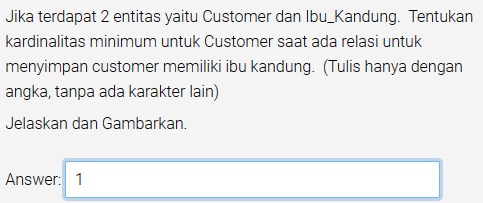 Jika terdapat 2 entitas yaitu Customer dan Ibu_Kandung. Tentukan
kardinalitas minimum untuk Customer saat ada relasi untuk
menyimpan customer memiliki ibu kandung. (Tulis hanya dengan
angka, tanpa ada karakter lain)
Jelaskan dan Gambarkan.
Answer: 1